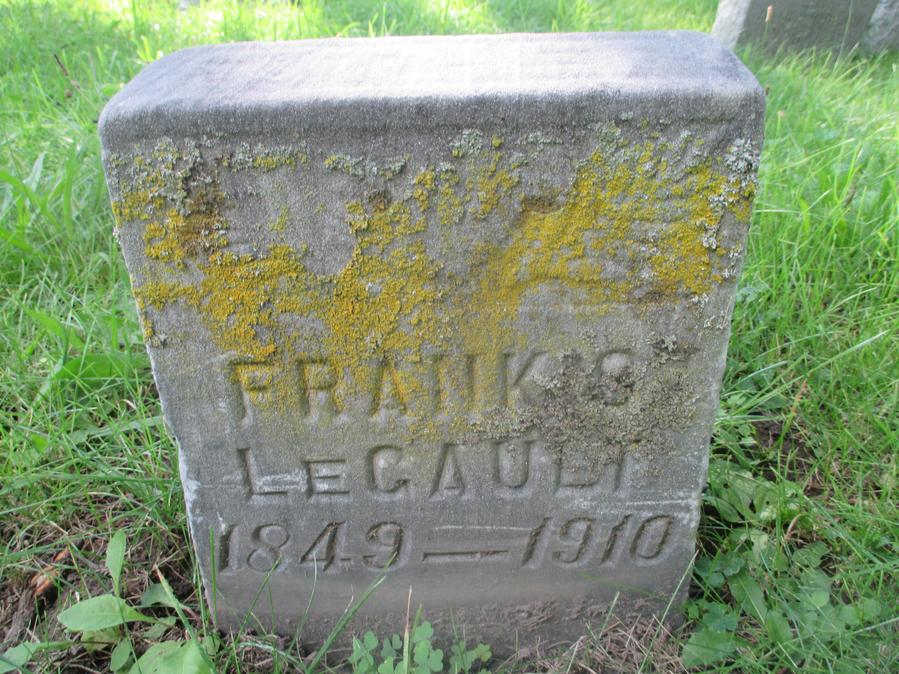 FRANK S
LEGAULT
1849 — 1910